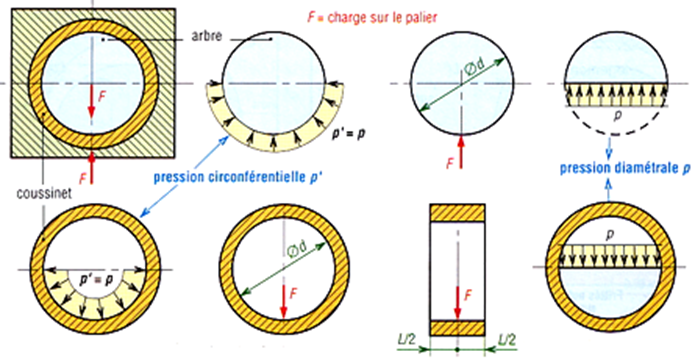 F = charge sur le palier
arbre
F
F
coussinet
p' = p
pression circonférentielle p'
Ød
F
p
pression diamétrale p
p' = p
Ød
F
F
L/2
L/2
p